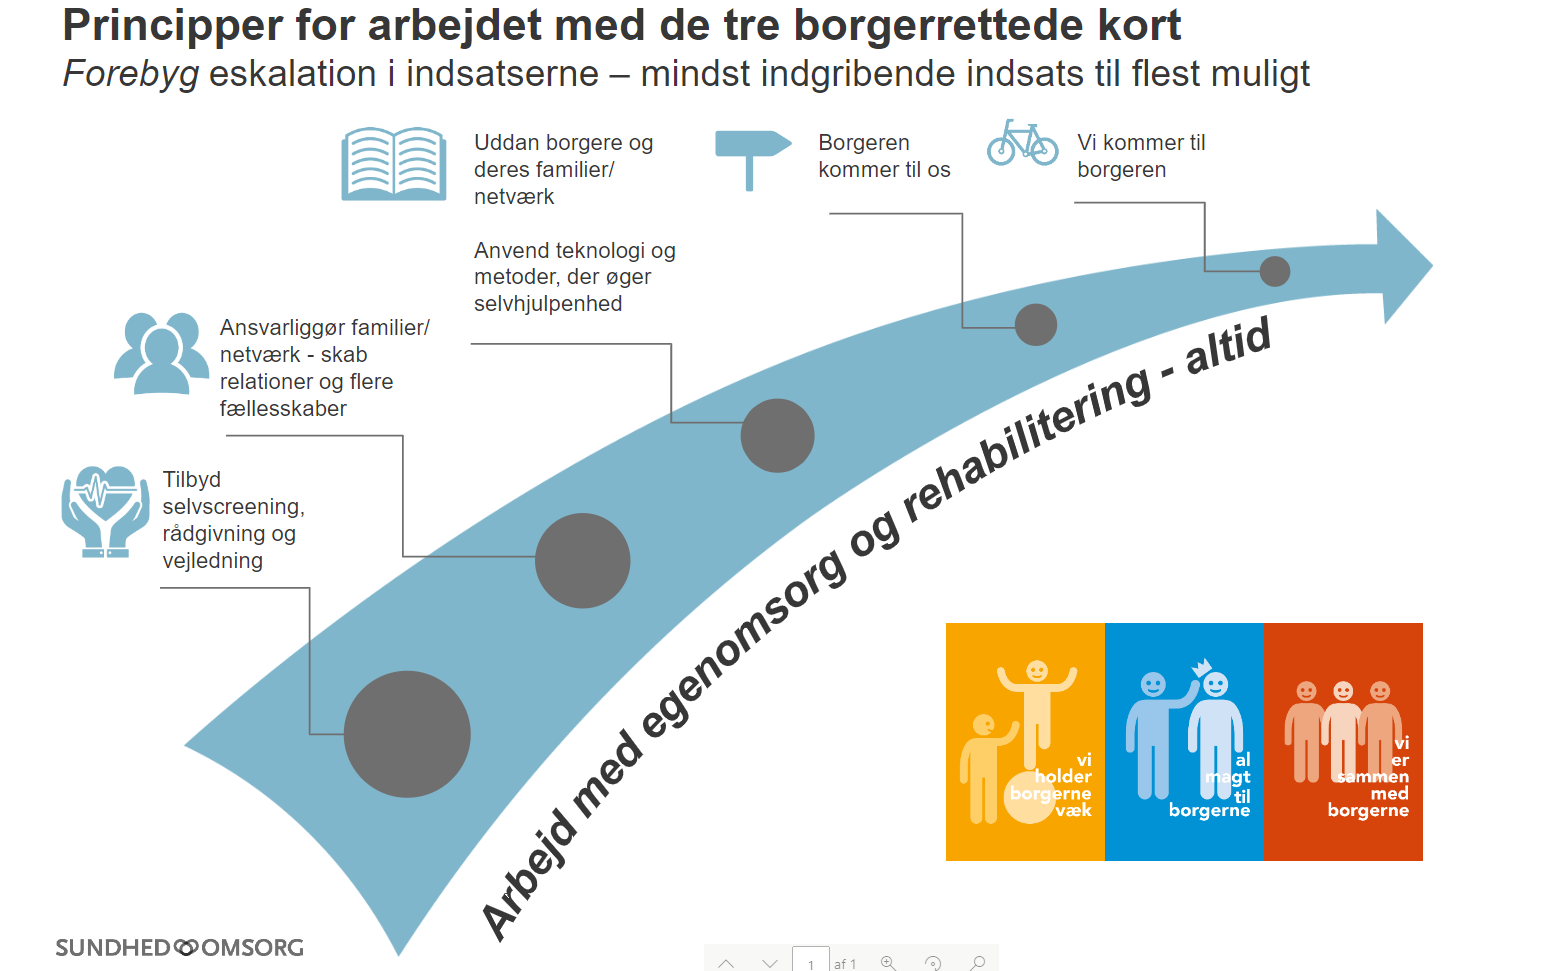 Principper for arbejdet med de tre borgerrettede kort
Forebyg eskalation i indsatserne – mindst indgribende indsats til flest muligt
Uddan borgere og
deres familier/
netværk
Anvend teknologi og
metoder, der øger
selvhjulpenhed
Borgeren
kommer til os
Vi kommer til
borgeren
Ansvarliggør familier/
netværk - skab
relationer og flere
fællesskaber
Tilbyd
selvscreening,
rådgivning og
vejledning
Arbejd med egenomsorg og rehabilitering - altid
vi
holder
borgerne
væk
al
magt
til
borgerne
vi
er
sammen
med
borgerne
SUNDHED OMSORG
1 af 1